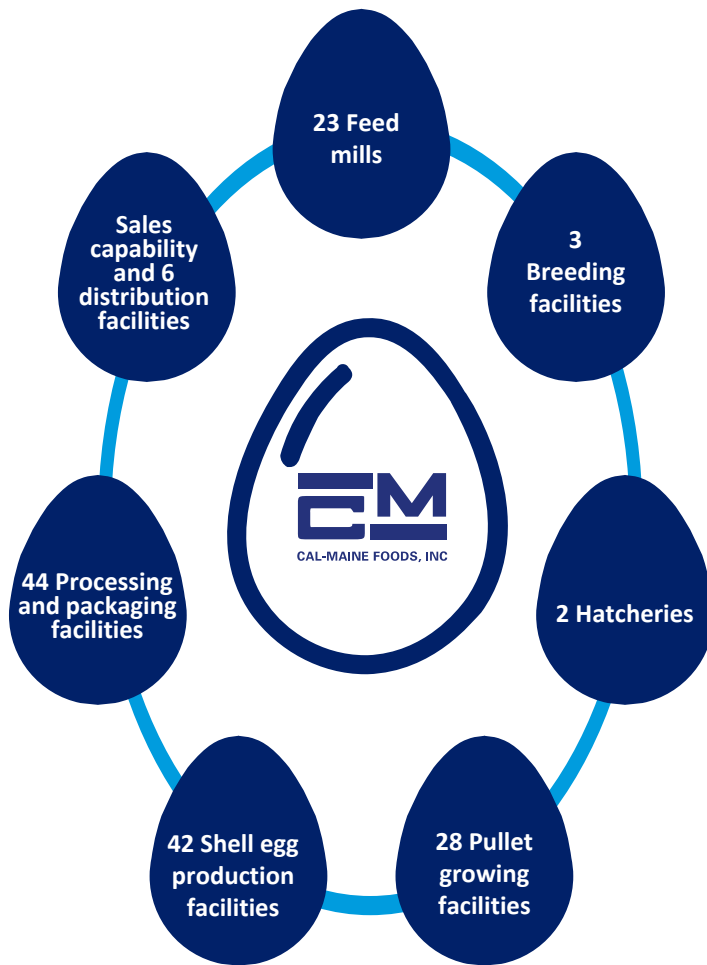 23 Feed
mills
3
Breeding
facilities
2 Hatcheries
28 Pullet
growing
facilities
42 Shell egg
production
facilities
44 Processing
and packaging
facilities
Sales
capability
and 6
distribution
facilities
CM
CAL-MAINE FOODS, INC